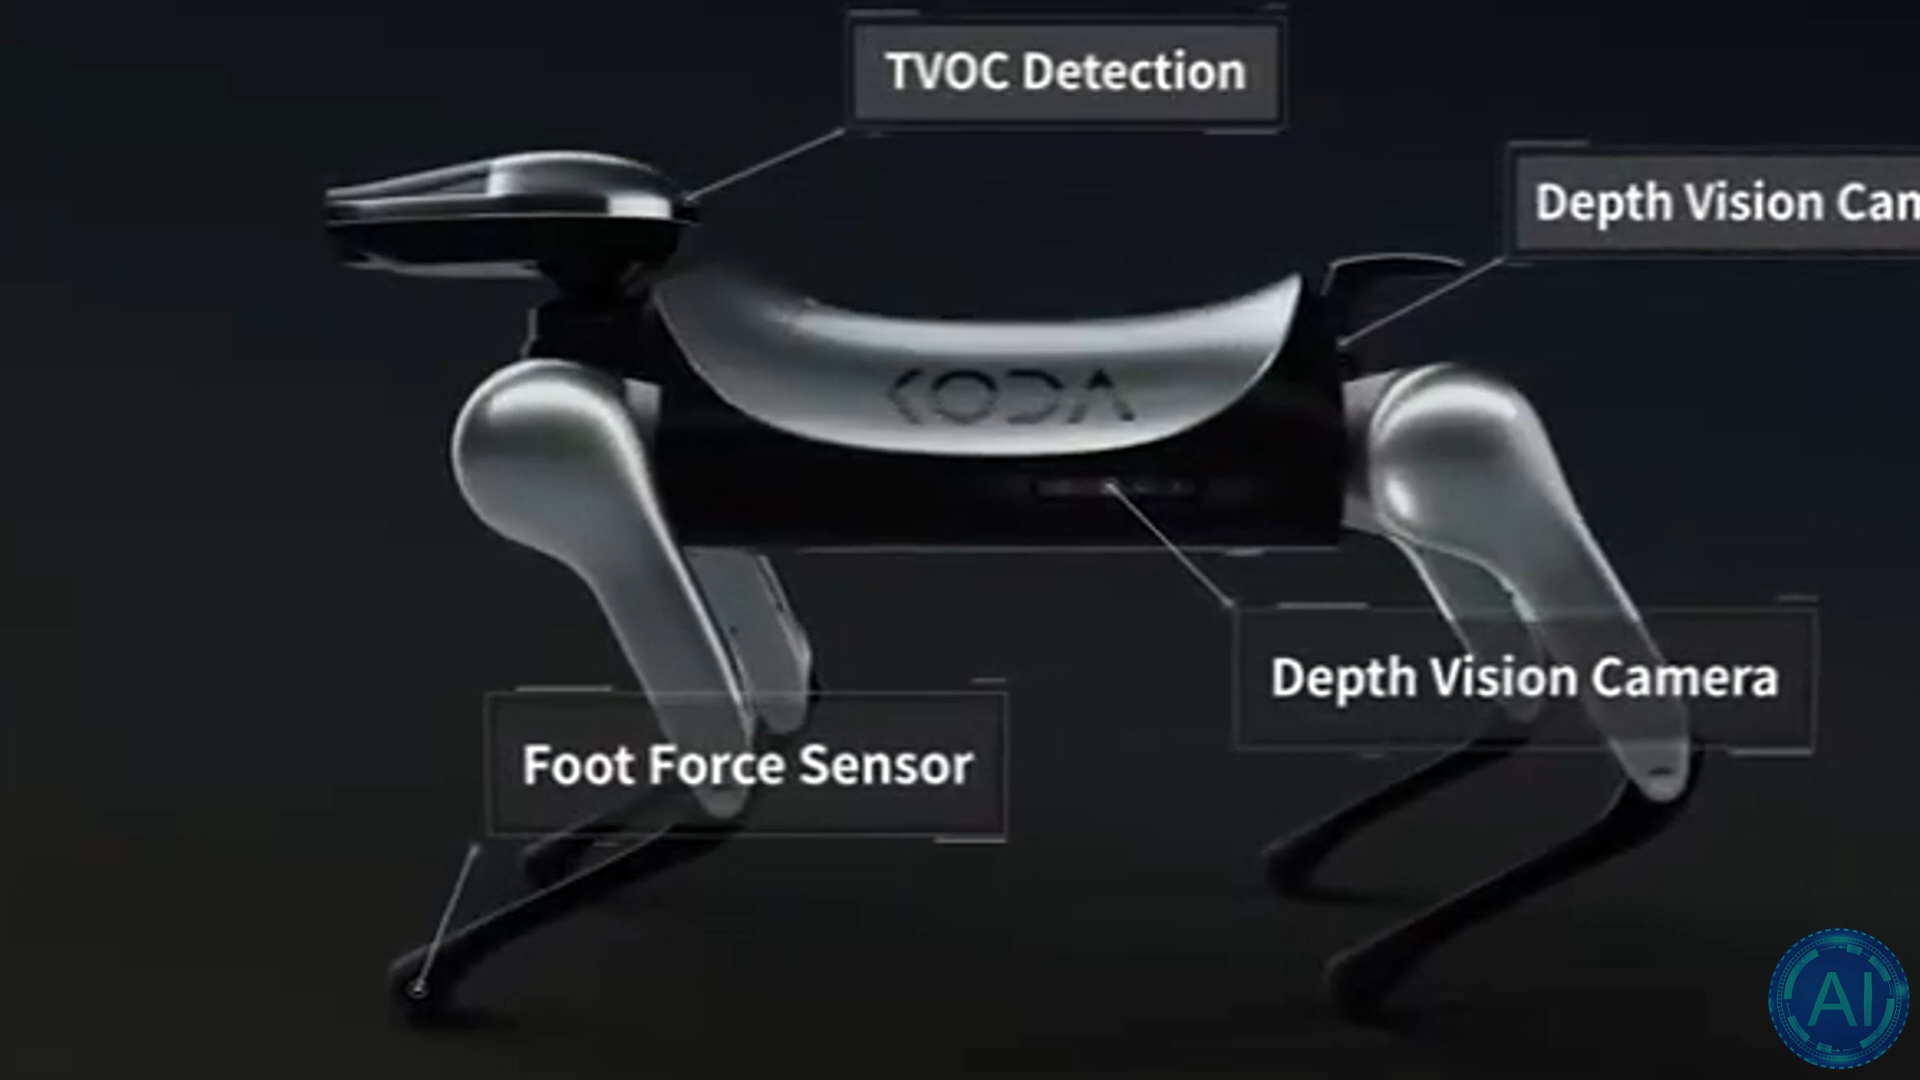 TVOC Detection
Depth Vision Cam
KODA
Depth Vision Camera
Foot Force Sensor
AI